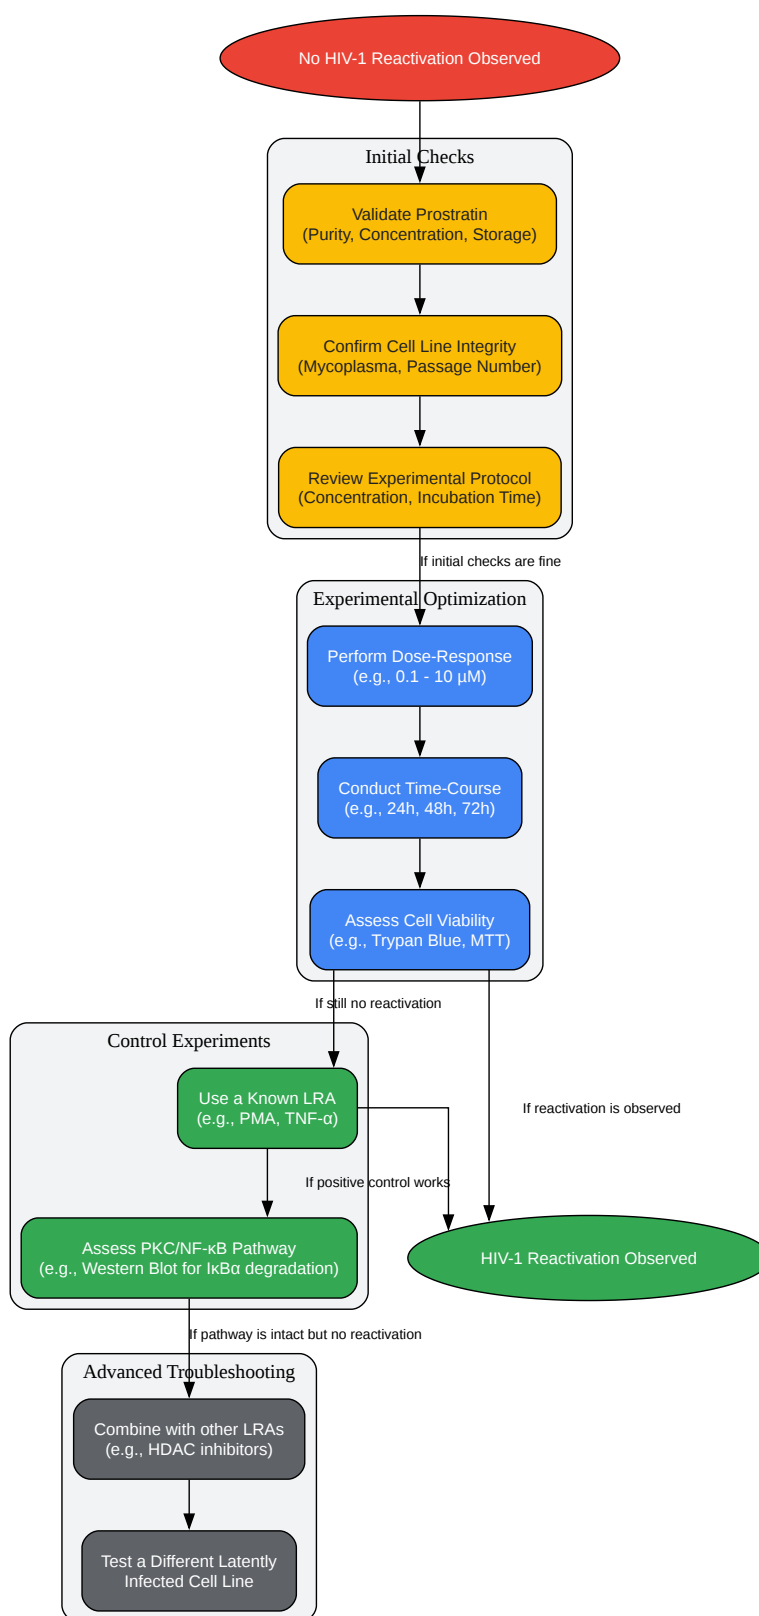 No HIV-1 Reactivation Observed
Initial Checks
Validate Prostratin
(Purity, Concentration, Storage)
Confirm Cell Line Integrity
(Mycoplasma, Passage Number)
Review Experimental Protocol
(Concentration, Incubation Time)
If initial checks are fine
Experimental Optimization
Perform Dose-Response
(e.g., 0.1 - 10 µM)
Conduct Time-Course
(e.g., 24h, 48h, 72h)
Assess Cell Viability
(e.g., Trypan Blue, MTT)
If still no reactivation
Control Experiments
Use a Known LRA
(e.g., PMA, TNF-α)
If reactivation is observed
If positive control works
Assess PKC/NF-κB Pathway
(e.g., Western Blot for IκBα degradation)
HIV-1 Reactivation Observed
If pathway is intact but no reactivation
Advanced Troubleshooting
Combine with other LRAs
(e.g., HDAC inhibitors)
Test a Different Latently
Infected Cell Line